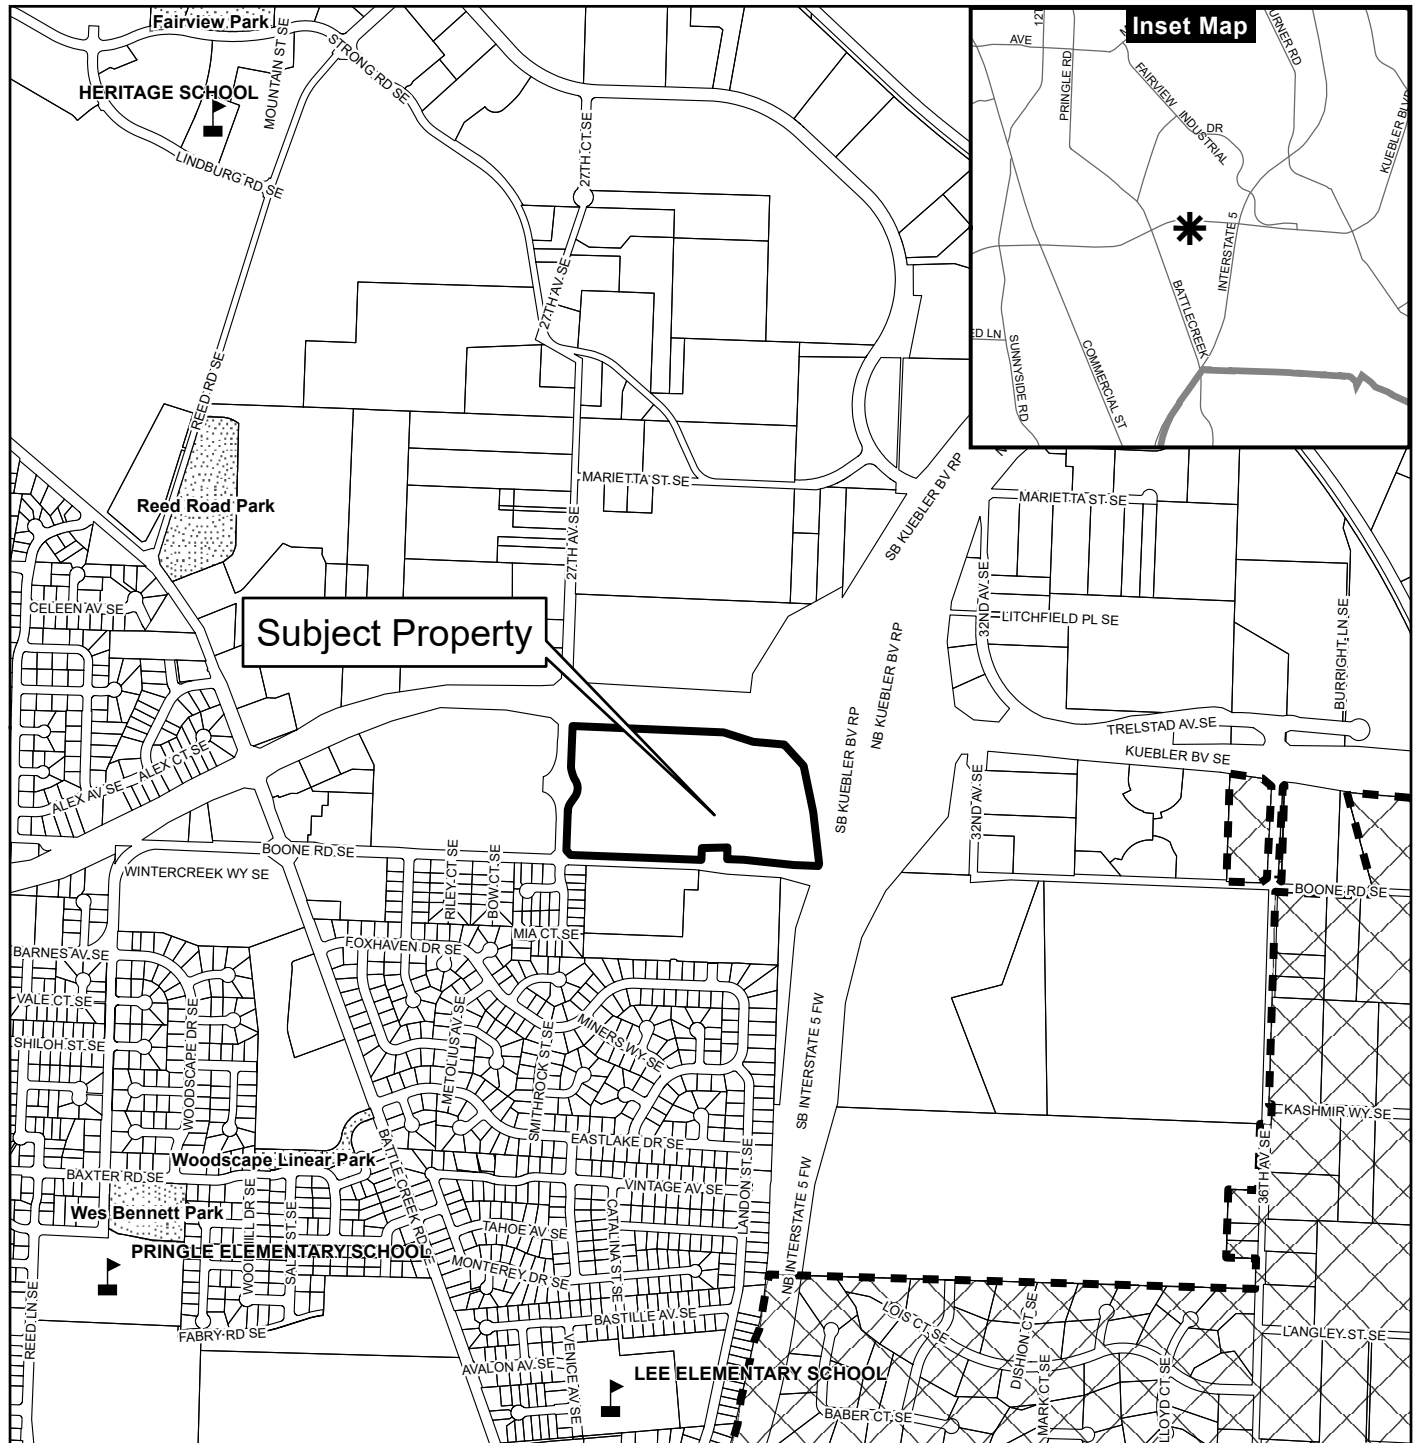 Fairview Park
HERITAGE SCHOOL
MOUNTAIN ST SE
STRONG RD SE
LINDBURG RD SE
27TH CT SE
27TH AV SE
REED RD SE
Inset Map
AVE
PRINGLE RD
FAIRVIEW INDUSTRIAL
DR
KUEBLER BLV
INTERSTATE 5
BATTLECREEK
SUNNYSIDE RD
COMMERCIAL ST
Reed Road Park
MARIETTA ST SE
27TH AV SE
SB KUEBLER BV RP
MARIETTA ST SE
32ND AV SE
LITCHFIELD PL SE
BURRIGHT LN SE
CELEEN AV SE
Subject Property
NB KUEBLER BV RP
SB KUEBLER BV RP
TRELSTAD AV SE
KUEBLER BV SE
ALEX CT SE
ALEX AV SE
32ND AV SE
BOONE RD SE
WINTERCREEK WY SE
RILEY CT SE
BOW CT SE
BOONE RD SE
MIA CT SE
FOXHAVEN DR SE
BARNES AV SE
VALE CT SE
SHILOH ST SE
WOODSCAPE DR SE
METOLIUS AV SE
SMITHROCK ST SE
MINERS WY SE
SB INTERSTATE 5 FW
KASHMIR WY SE
36TH AV SE
EASTLAKE DR SE
Woodscape Linear Park
BAXTER RD SE
VINTAGE AV SE
LANDON ST SE
Wes Bennett Park
BATTLE CREEK RD SE
TAHOE AV SE
CATALINA ST SE
PRINGLE ELEMENTARY SCHOOL
MONTEREY DR SE
NB INTERSTATE 5 FW
REED LN SE
FABRY RD SE
BASTILLE AV SE
LOIS CT SE
DISHION CT SE
LANGLEY ST SE
AVALON AV SE
VENICE AV SE
LEE ELEMENTARY SCHOOL
BABER CT SE
MARK CT SE
LLOYD CT SE